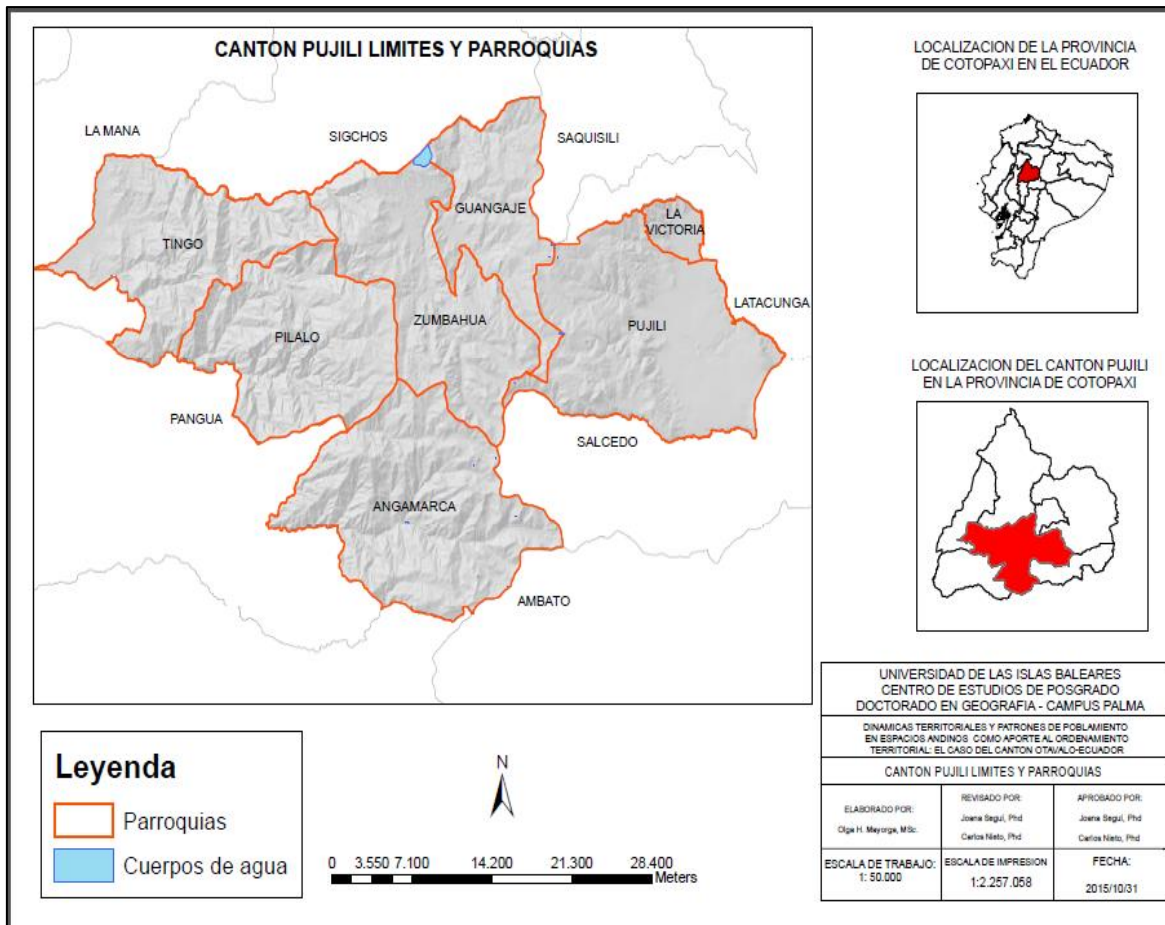 CANTON PUJILI LIMITES Y PARROQUIAS
LA MANA
SIGCHOS
SAQUISILI
GUANGAJE
LA
VICTORIA
TINGO
LATACUNGA
ZUMBAHUA
PUJILI
PILALO
PANGUA
SALCEDO
ANGAMARCA
AMBATO
LOCALIZACION DE LA PROVINCIA
DE COTOPAXI EN EL ECUADOR
LOCALIZACION DEL CANTON PUJILI
EN LA PROVINCIA DE COTOPAXI
Leyenda
Parroquias
Cuerpos de agua
N
0 3.550 7.100 14.200 21.300 28.400
Meters
UNIVERSIDAD DE LAS ISLAS BALEARES
CENTRO DE ESTUDIOS DE POSGRADO
DOCTORADO EN GEOGRAFIA - CAMPUS PALMA
DINAMICAS TERRITORIALES Y PATRONES DE POBLAMIENTO
EN ESPACIOS ANDINOS COMO APORTE AL ORDENAMIENTO
TERRITORIAL: EL CASO DEL CANTON OTAVALO-ECUADOR
CANTON PUJILI LIMITES Y PARROQUIAS
ELABORADO POR:
Olga H. Mayorga, MSc.
REVISADO POR:
Joana Seguí, Phd
Carlos Nieto, Phd
APROBADO POR:
Joana Seguí, Phd
Carlos Nieto, Phd
ESCALA DE TRABAJO:
1: 50.000
ESCALA DE IMPRESION
1:2.257.058
FECHA:
2015/10/31